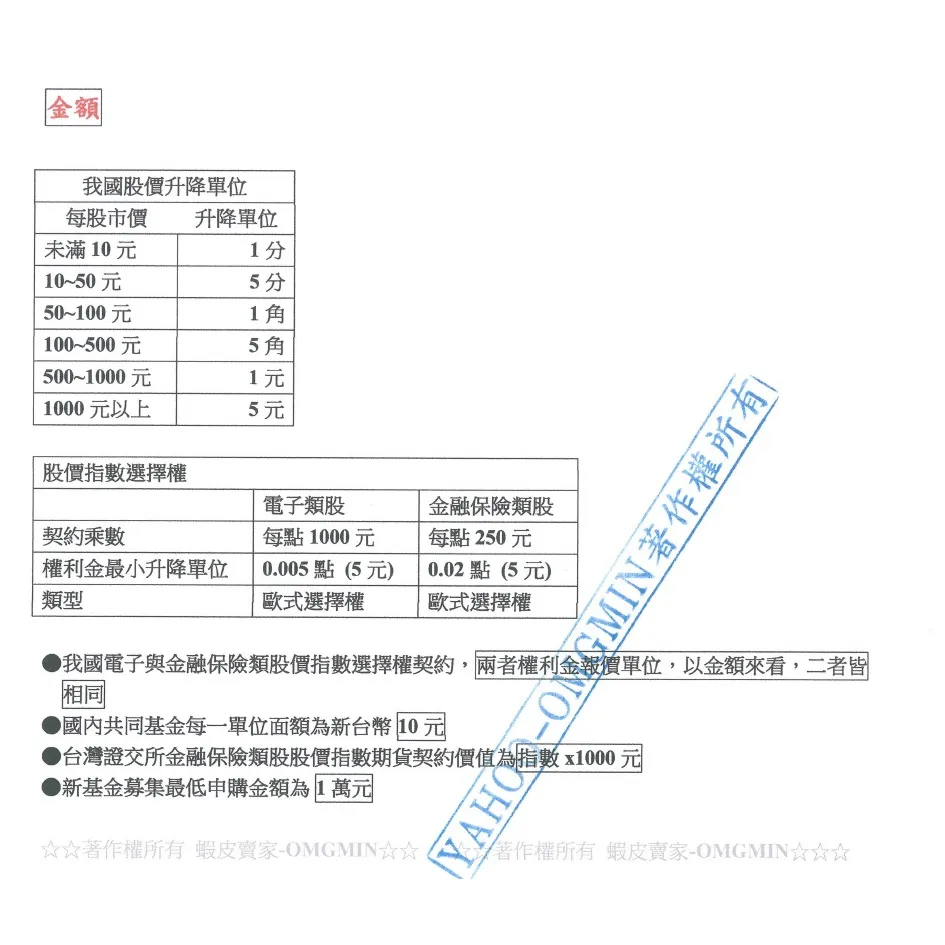 金額
我國股價升降單位
每股市價 升降單位
未滿 10 元 1 分
10~50 元 5 分
50~100 元 1 角
100~500 元 5 角
500~1000 元 1 元
1000 元以上 5 元
股價指數選擇權
電子類股 金融保險類股
契約乘數 每點 1000 元 每點 250 元
權利金最小升降單位 0.005 點 (5 元) 0.02 點 (5 元)
類型 歐式選擇權 歐式選擇權
●我國電子與金融保險類股價指數選擇權契約，兩者權利金報價單位，以金額來看，二者皆
相同
●國內共同基金每一單位面額為新台幣 10 元
●台灣證交所金融保險類股股價指數期貨契約價值為指數 x1000 元
●新基金募集最低申購金額為 1 萬元
YAHOO-OMGMIN著作權所有
☆☆著作權所有 蝦皮賣家-OMGMIN☆☆ ☆☆著作權所有 蝦皮賣家-OMGMIN☆☆☆